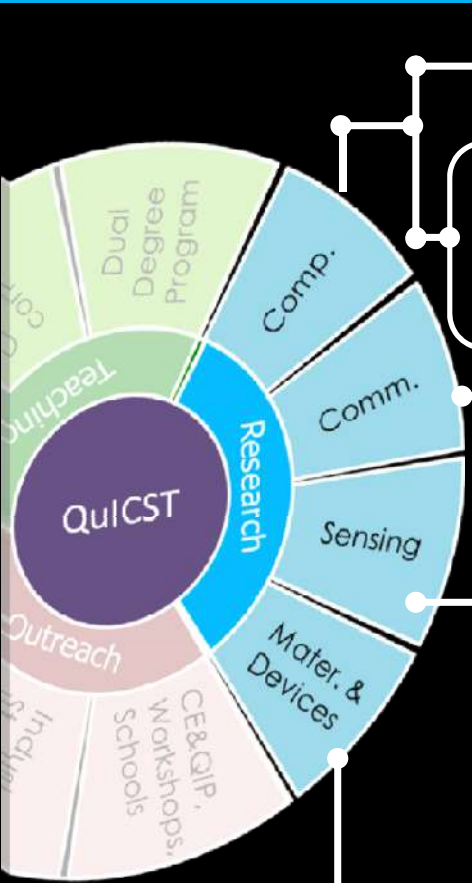 QuICST
Teaching
Research
Outreach
Dual
Degree
Program
Comp.
Comm.
Sensing
Mater. &
Devices
CE&QIP,
Workshops,
Schools